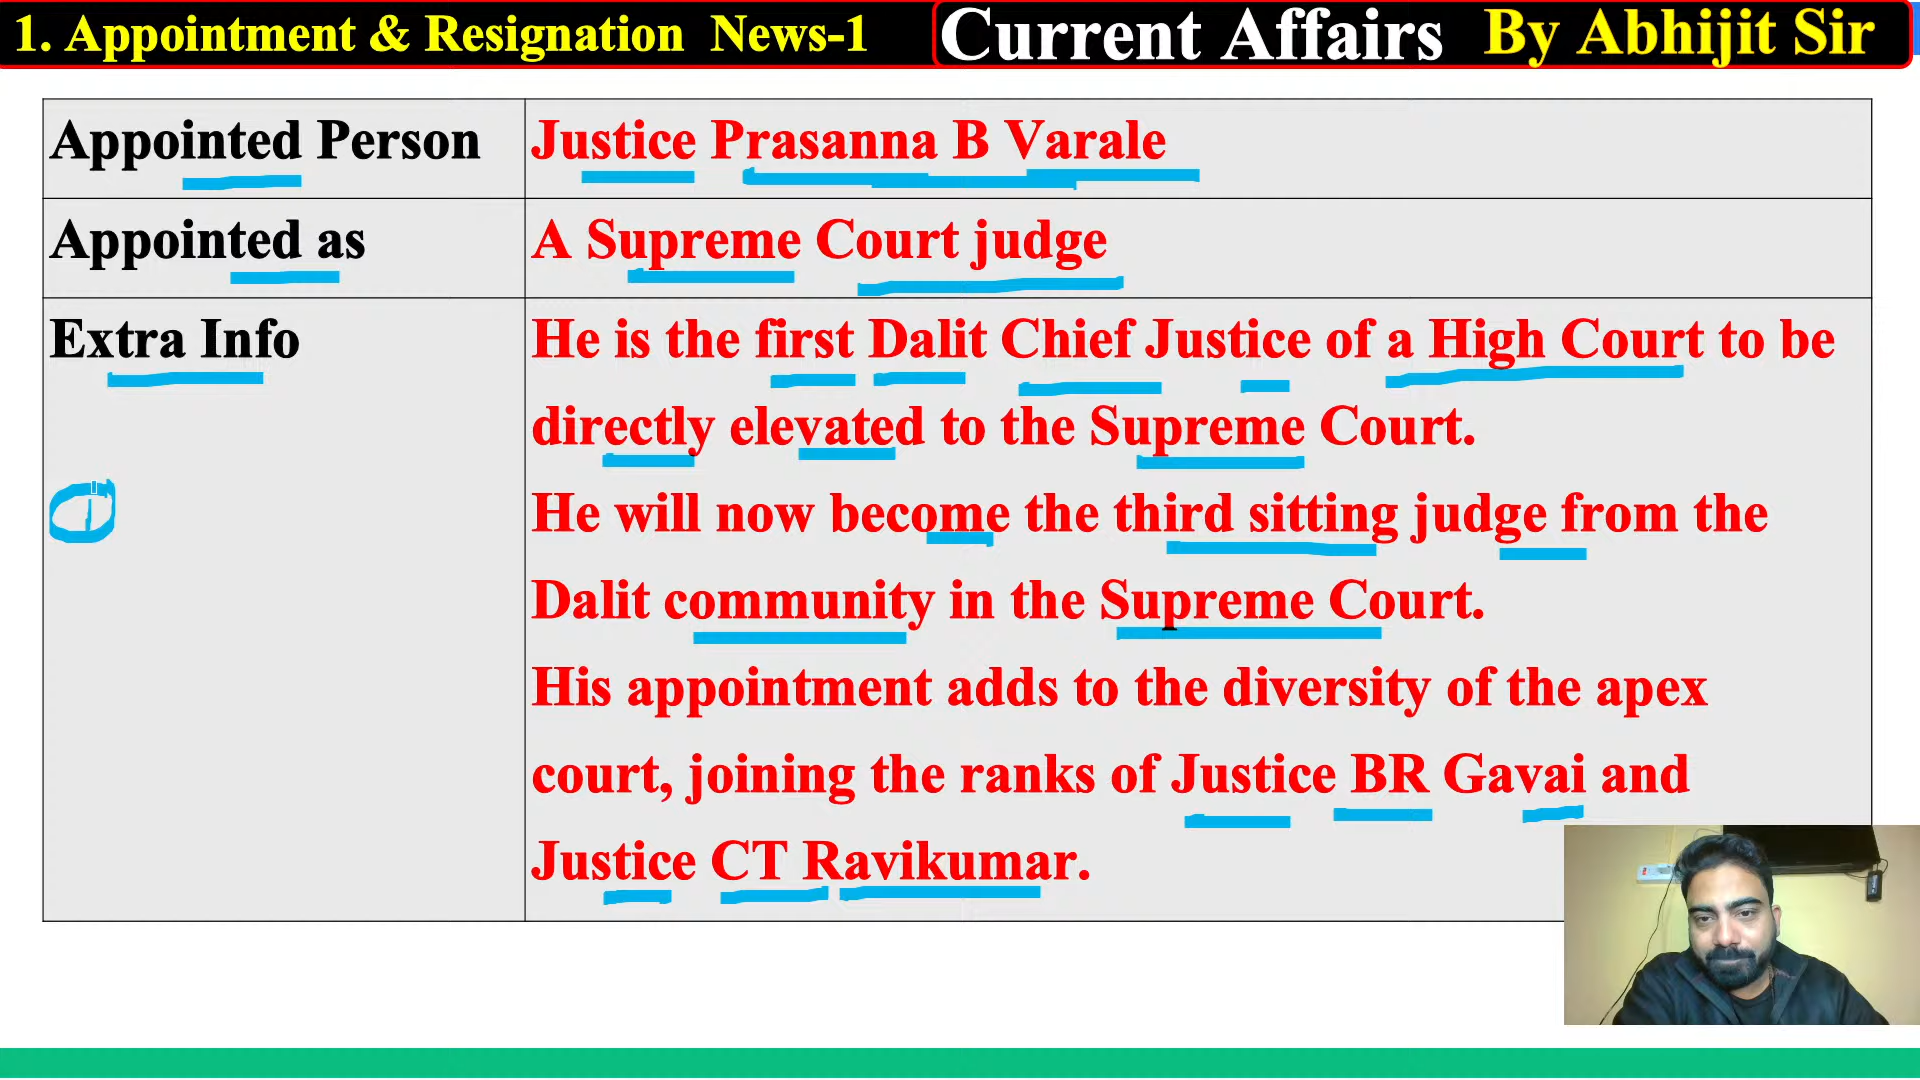 1. Appointment & Resignation News-1
Current Affairs By Abhijit Sir
Appointed Person
Justice Prasanna B Varale
Appointed as
A Supreme Court judge
Extra Info
He is the first Dalit Chief Justice of a High Court to be
directly elevated to the Supreme Court.
He will now become the third sitting judge from the
Dalit community in the Supreme Court.
His appointment adds to the diversity of the apex
court, joining the ranks of Justice BR Gavai and
Justice CT Ravikumar.
1